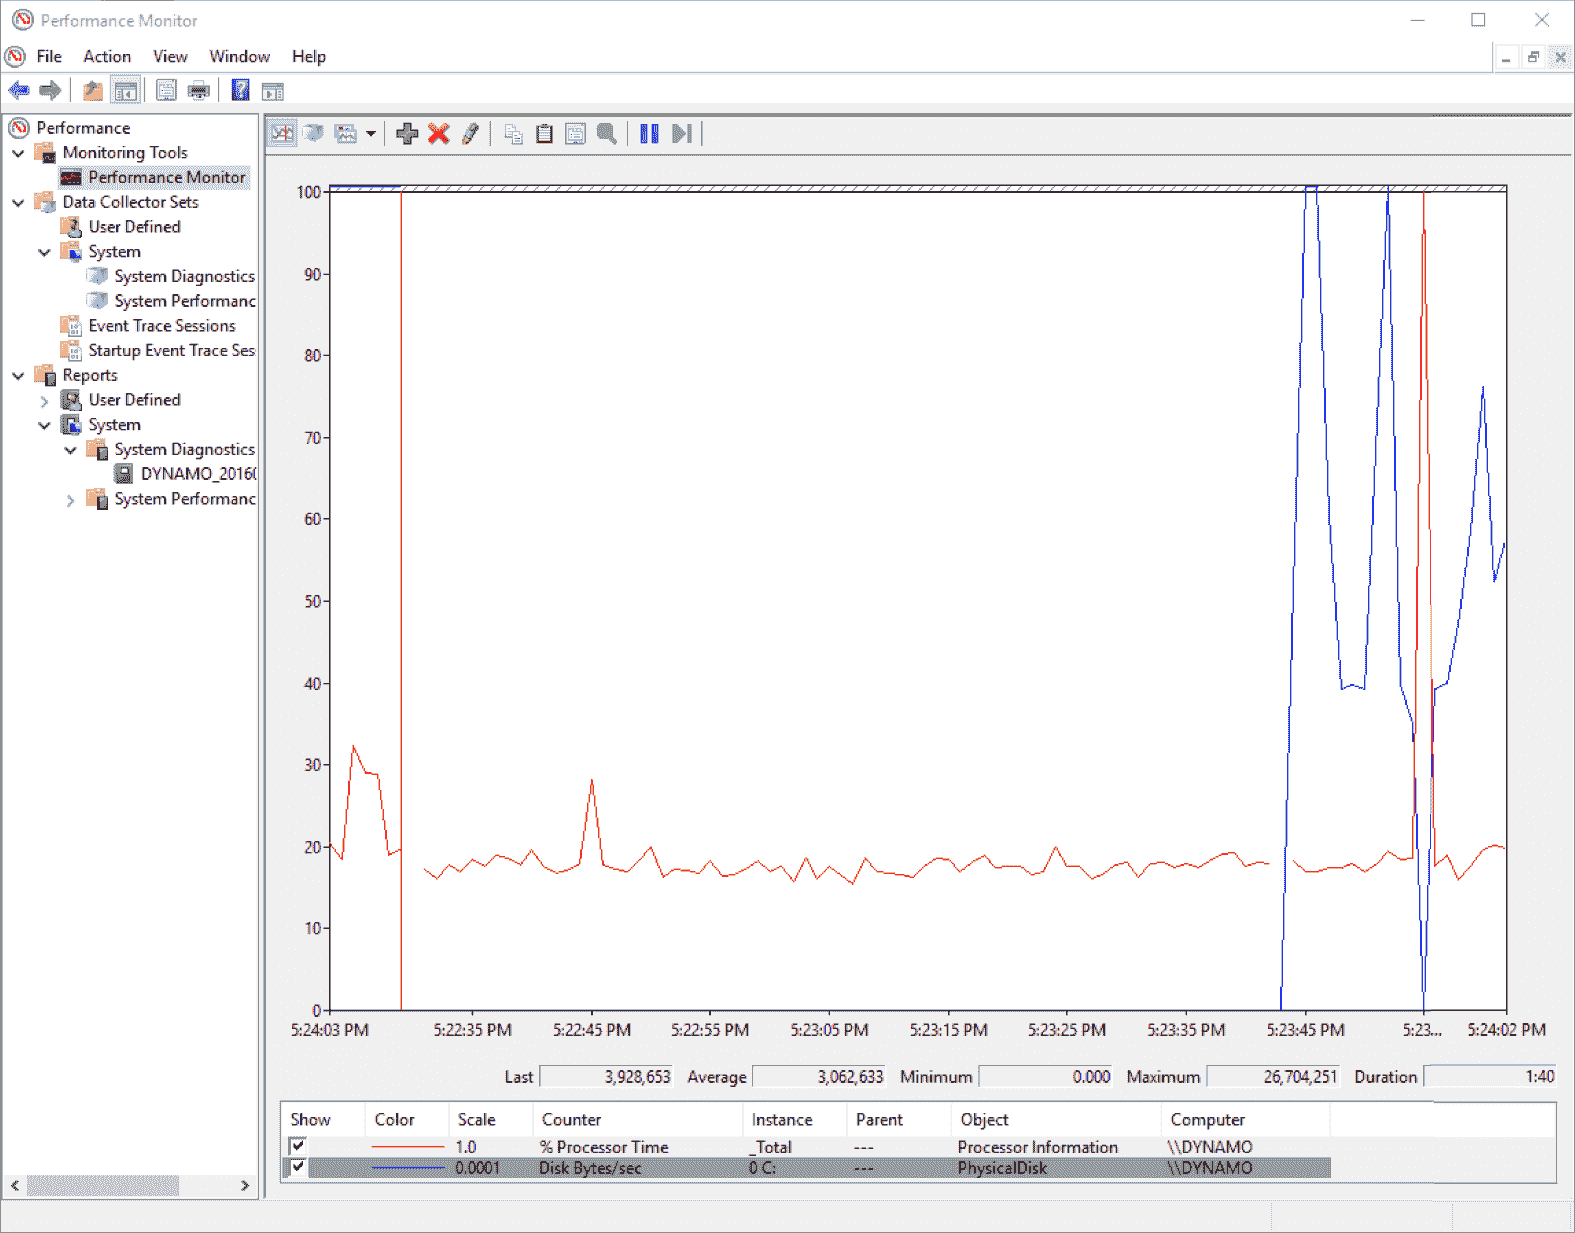 Performance Monitor
File Action View Window Help
Performance
Monitoring Tools
Performance Monitor
Data Collector Sets
User Defined
System
System Diagnostics
System Performanc
Event Trace Sessions
Startup Event Trace Ses
Reports
User Defined
System
System Diagnostics
DYNAMO_2016
System Performanc
100
90
80
70
60
50
40
30
20
10
0
5:24:03 PM 5:22:35 PM 5:22:45 PM 5:22:55 PM 5:23:05 PM 5:23:15 PM 5:23:25 PM 5:23:35 PM 5:23:45 PM 5:23... 5:24:02 PM
Last 3,928,653 Average 3,062,633 Minimum 0.000 Maximum 26,704,251 Duration 1:40
Show Color Scale Counter Instance Parent Object Computer
1.0 % Processor Time _Total --- Processor Information \\DYNAMO
0.0001 Disk Bytes/sec 0 C: --- PhysicalDisk \\DYNAMO